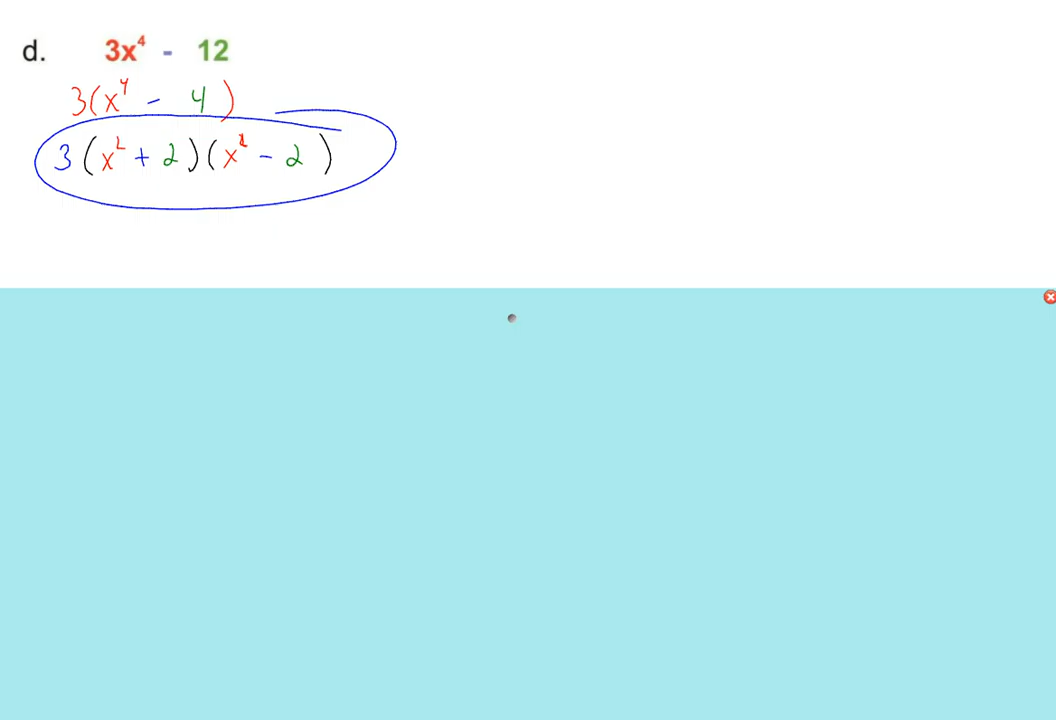 d. 3x⁴ - 12
3(x⁴ - 4)
3(x² + 2)(x² - 2)